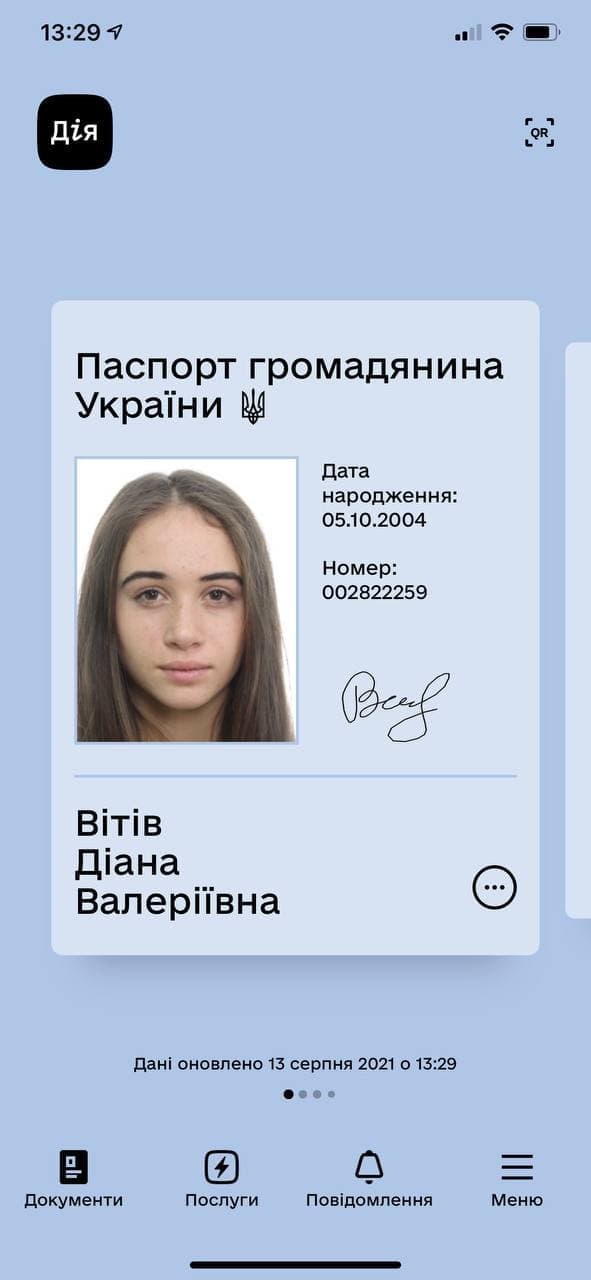 13:29
Дія
QR
Паспорт громадянина
України
Дата
народження:
05.10.2004
Номер:
002822259
Вітів
Діана
Валеріївна
Дані оновлено 13 серпня 2021 о 13:29
Документи
Послуги
Повідомлення
Меню